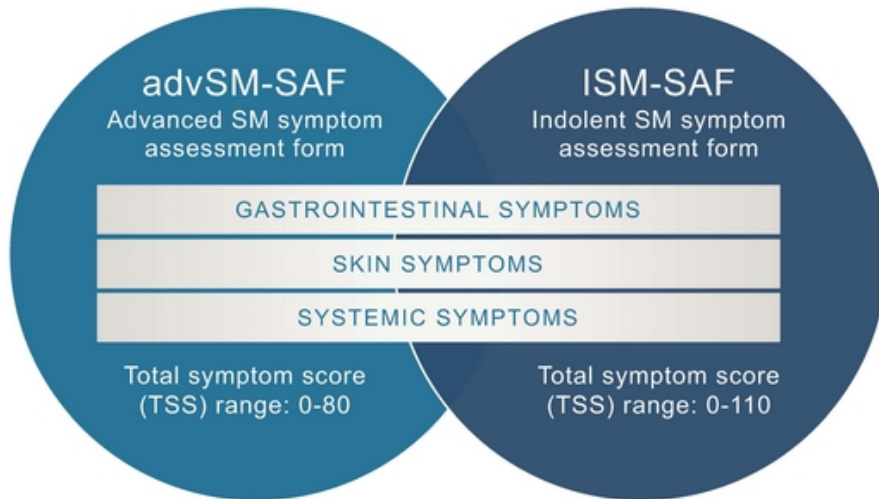 advSM-SAF
Advanced SM symptom
assessment form
ISM-SAF
Indolent SM symptom
assessment form
GASTROINTESTINAL SYMPTOMS
SKIN SYMPTOMS
SYSTEMIC SYMPTOMS
Total symptom score
(TSS) range: 0-80
Total symptom score
(TSS) range: 0-110